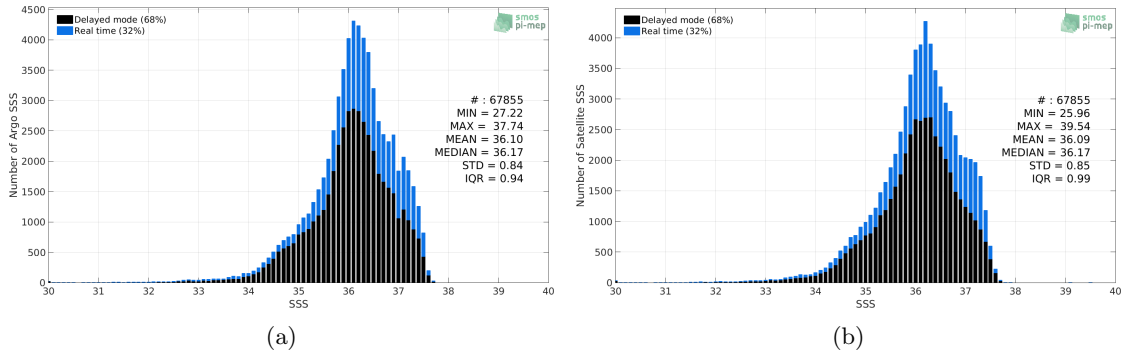 Delayed mode (68%)
Real time (32%)
smos
pi-mep
4500
4000
3500
3000
2500
2000
1500
1000
500
0
Number of Argo SSS
# : 67855
MIN = 27.22
MAX = 37.74
MEAN = 36.10
MEDIAN = 36.17
STD = 0.84
IQR = 0.94
30 31 32 33 34 35 36 37 38 39 40
SSS
(a)
Delayed mode (68%)
Real time (32%)
smos
pi-mep
4000
3500
3000
2500
2000
1500
1000
500
0
Number of Satellite SSS
# : 67855
MIN = 25.96
MAX = 39.54
MEAN = 36.09
MEDIAN = 36.17
STD = 0.85
IQR = 0.99
30 31 32 33 34 35 36 37 38 39 40
SSS
(b)